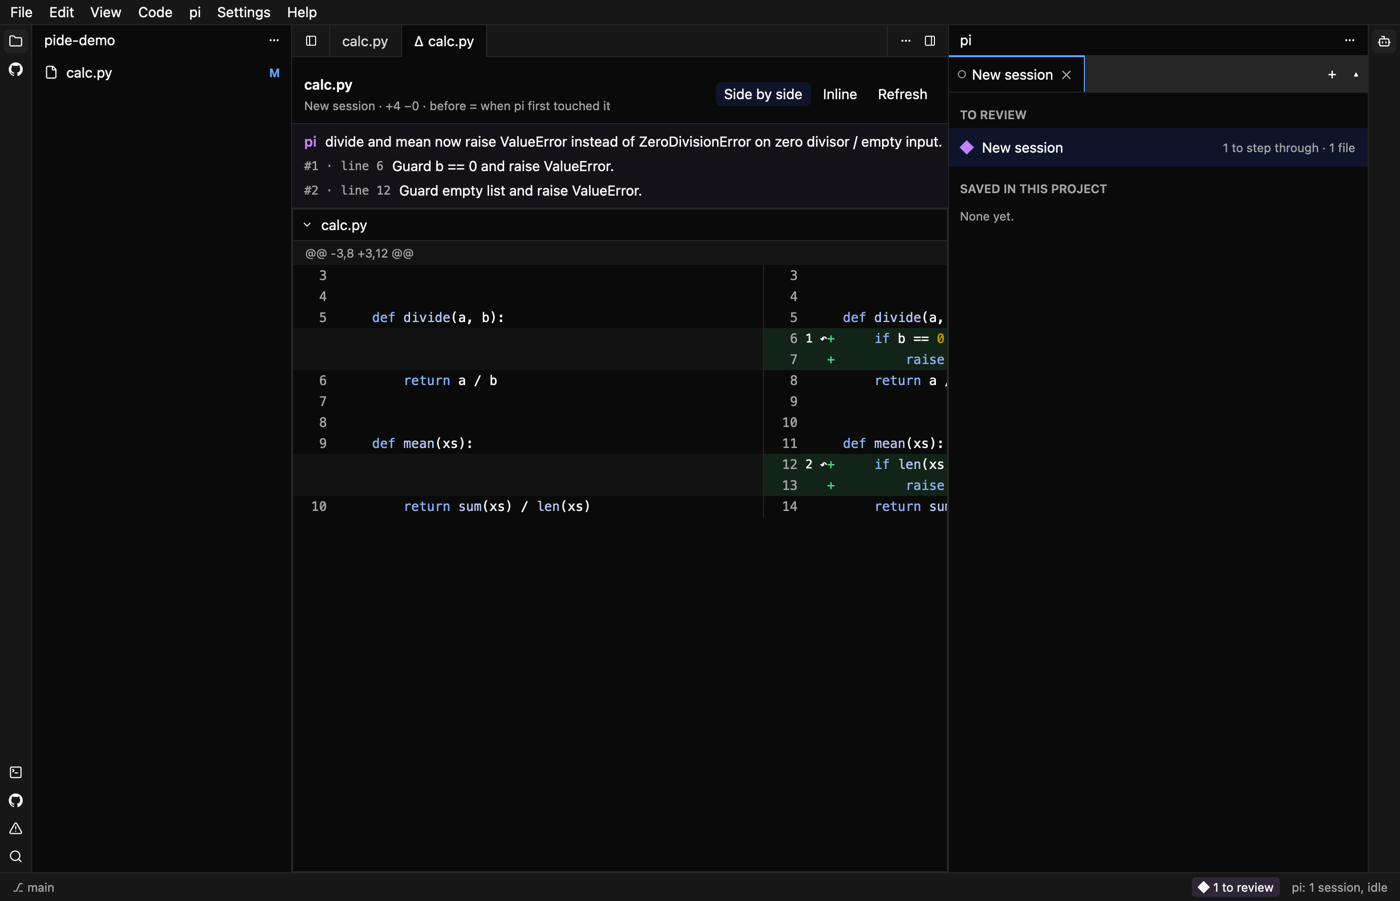 File Edit View Code pi Settings Help
pide-demo ···
calc.py M
calc.py Δ calc.py ···
calc.py
New session · +4 −0 · before = when pi first touched it
Side by side Inline Refresh
pi divide and mean now raise ValueError instead of ZeroDivisionError on zero divisor / empty input.
#1 · line 6 Guard b == 0 and raise ValueError.
#2 · line 12 Guard empty list and raise ValueError.
calc.py
@@ -3,8 +3,12 @@
3 3
4 4
5 def divide(a, b): 5 def divide(a,
6 1 + if b == 0
7 + raise
6 return a / b 8 return a /
7 9
8 10
9 def mean(xs): 11 def mean(xs):
12 2 + if len(xs
13 + raise
10 return sum(xs) / len(xs) 14 return sum
pi ···
New session × +
TO REVIEW
New session 1 to step through · 1 file
SAVED IN THIS PROJECT
None yet.
main 1 to review pi: 1 session, idle